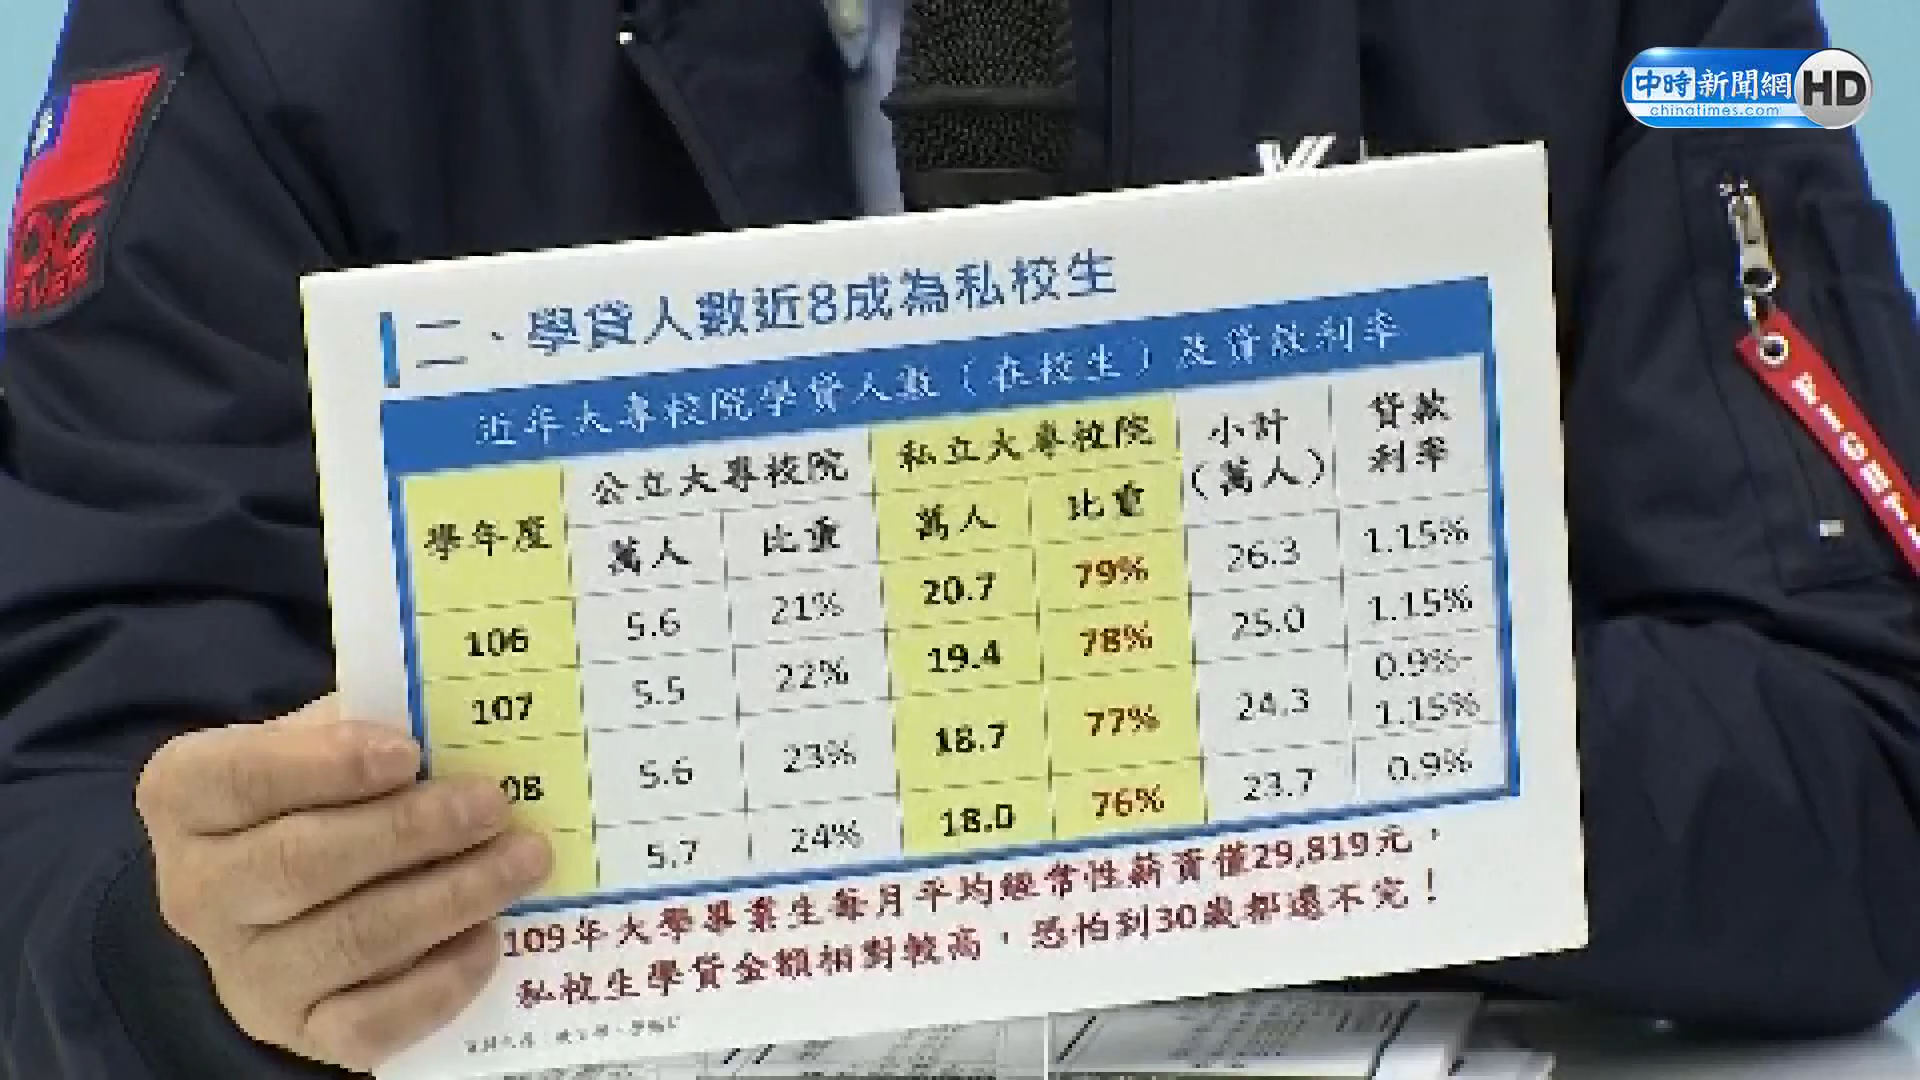 中時新聞網 HD
chinatimes.com
二、學貸人數近8成為私校生
近年大專校院學貸人數（在校生）及貸款利率
學年度 公立大專校院 私立大專校院 小計（萬人） 貸款利率
萬人 比重 萬人 比重
106 5.6 21% 20.7 79% 26.3 1.15%
107 5.5 22% 19.4 78% 25.0 1.15%
08 5.6 23% 18.7 77% 24.3 0.9%-1.15%
5.7 24% 18.0 76% 23.7 0.9%
109年大學畢業生每月平均經常性薪資僅29,819元，
私校生學貸金額相對較高，恐怕到30歲都還不完！